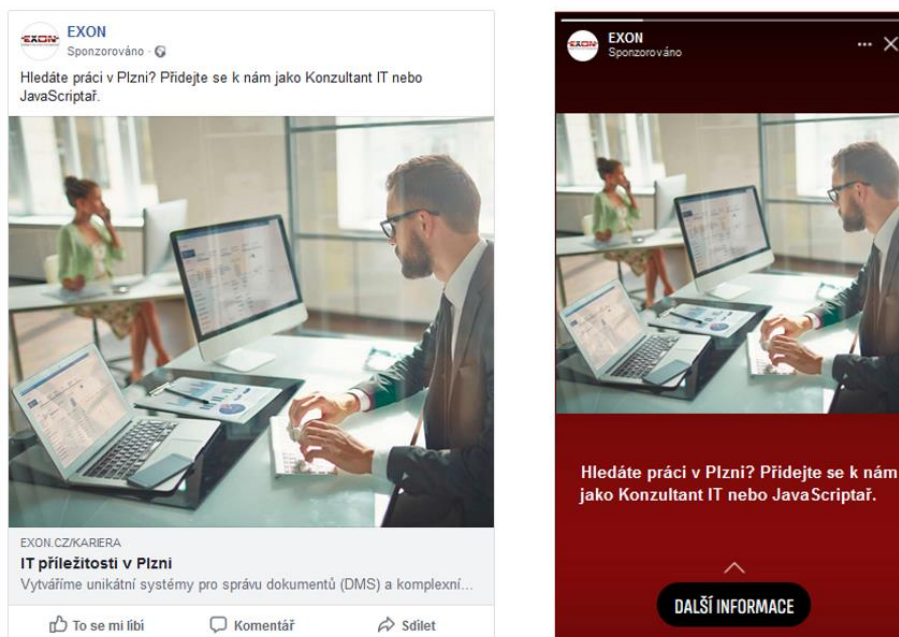 EXON
EXON
Sponzorováno
Hledáte práci v Plzni? Přidejte se k nám jako Konzultant IT nebo
JavaScriptař.
EXON.CZ/KARIERA
IT příležitosti v Plzni
Vytváříme unikátní systémy pro správu dokumentů (DMS) a komplexní...
To se mi líbí
Komentář
Sdílet
EXON
EXON
Sponzorováno
Hledáte práci v Plzni? Přidejte se k nám
jako Konzultant IT nebo JavaScriptař.
DALŠÍ INFORMACE